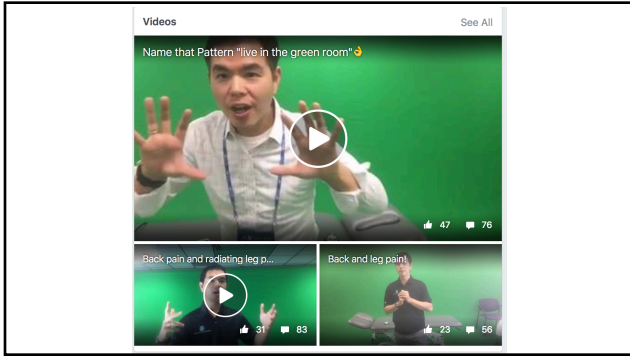 Videos See All
Name that Pattern "live in the green room"👌
47 76
Back pain and radiating leg p... Back and leg pain!
31 83 23 56